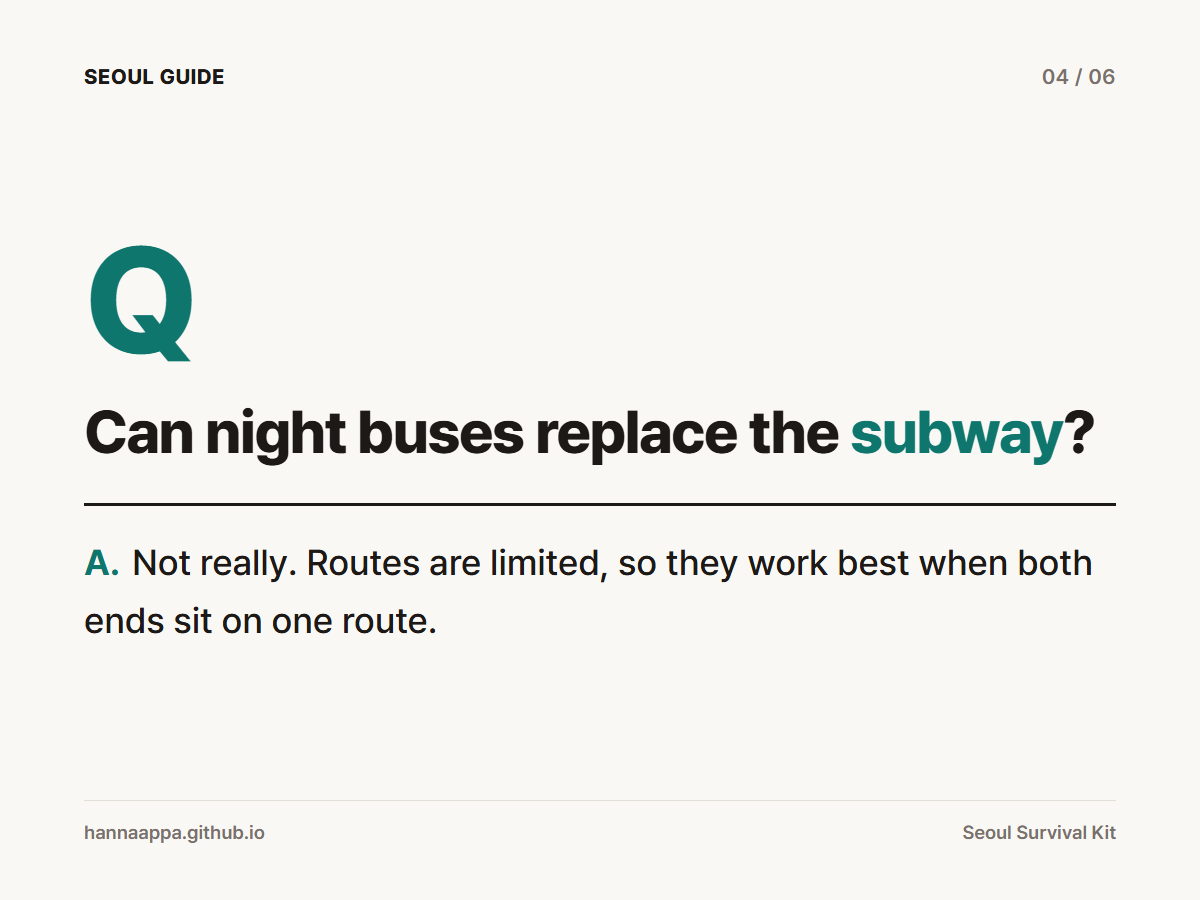 SEOUL GUIDE
04 / 06
Q
Can night buses replace the subway?
A. Not really. Routes are limited, so they work best when both
ends sit on one route.
hannaappa.github.io
Seoul Survival Kit